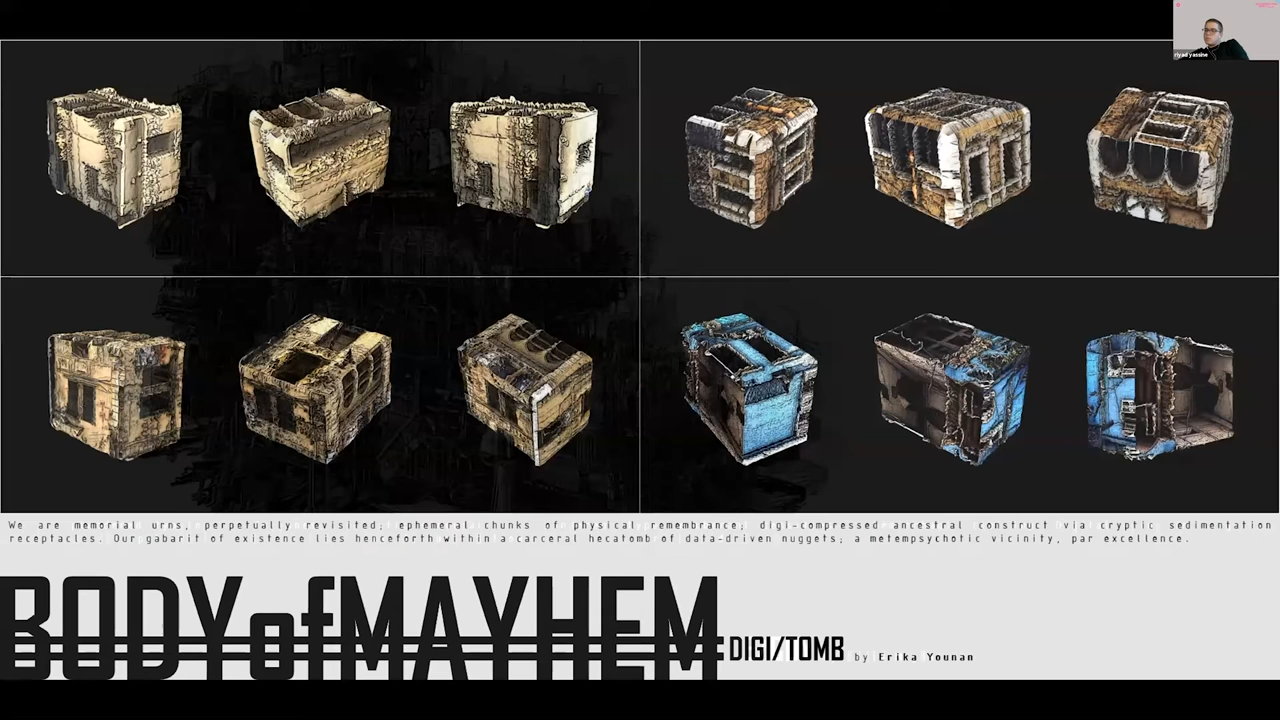 riyad yassine
We are memorial urns, perpetually revisited; ephemeral chunks of physical remembrance; digi-compressed ancestral construct via cryptic sedimentation
receptacles. Our gabarit of existence lies henceforth within a carceral hecatomb of data-driven nuggets; a metempsychotic vicinity, par excellence.
BODYofMAYHEM
DIGI/TOMB by Erika Younan